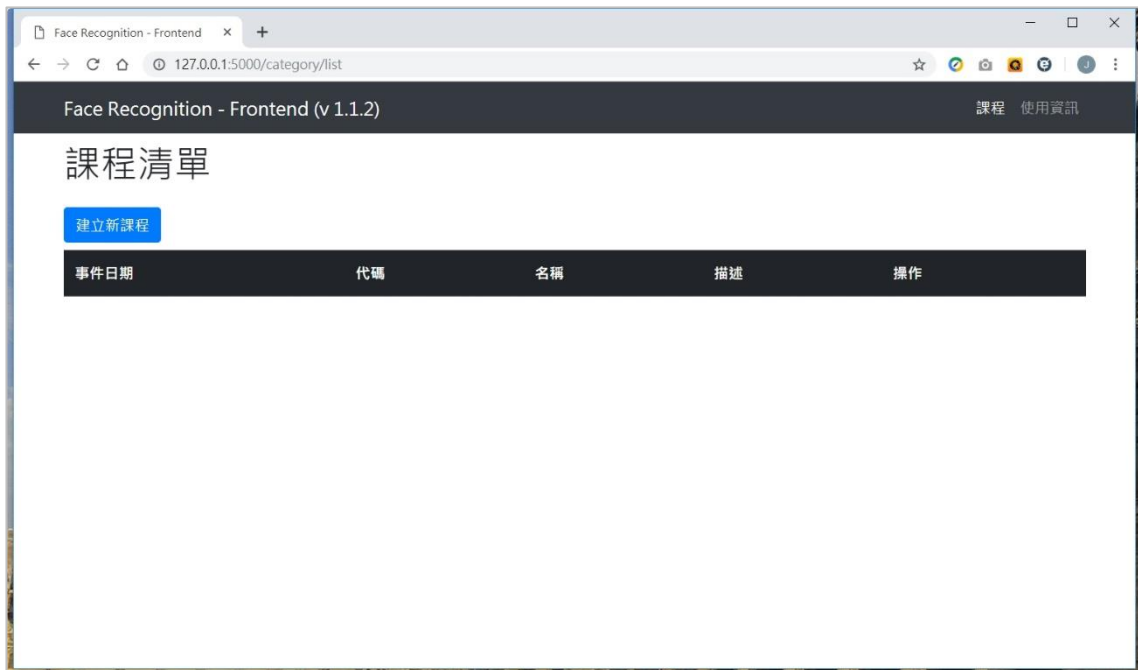 Face Recognition - Frontend
127.0.0.1:5000/category/list
J
Face Recognition - Frontend (v 1.1.2)
課程 使用資訊
課程清單
建立新課程
事件日期 代碼 名稱 描述 操作